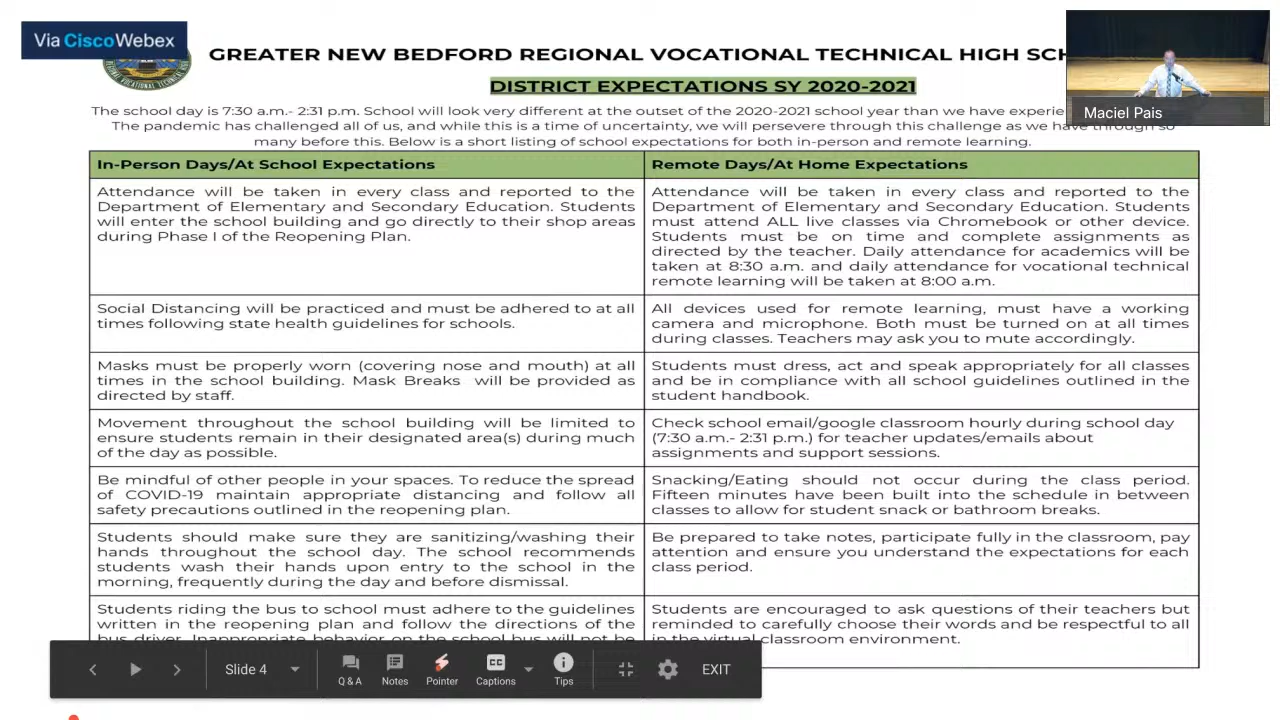 Via Cisco Webex
GREATER NEW BEDFORD REGIONAL VOCATIONAL TECHNICAL HIGH SCH
DISTRICT EXPECTATIONS SY 2020-2021
Maciel Pais
The school day is 7:30 a.m.- 2:31 p.m. School will look very different at the outset of the 2020-2021 school year than we have
The pandemic has challenged all of us, and while this is a time of uncertainty, we will persevere through this challenge as we have through so
many before this. Below is a short listing of school expectations for both in-person and remote learning.
In-Person Days/At School Expectations
Remote Days/At Home Expectations
Attendance will be taken in every class and reported to the
Department of Elementary and Secondary Education. Students
will enter the school building and go directly to their shop areas
during Phase I of the Reopening Plan.
Attendance will be taken in every class and reported to the
Department of Elementary and Secondary Education. Students
must attend ALL live classes via Chromebook or other device.
Students must be on time and complete assignments as
directed by the teacher. Daily attendance for academics will be
taken at 8:30 a.m. and daily attendance for vocational technical
remote learning will be taken at 8:00 a.m.
Social Distancing will be practiced and must be adhered to at all
times following state health guidelines for schools.
All devices used for remote learning, must have a working
camera and microphone. Both must be turned on at all times
during classes. Teachers may ask you to mute accordingly.
Masks must be properly worn (covering nose and mouth) at all
times in the school building. Mask Breaks will be provided as
directed by staff.
Students must dress, act and speak appropriately for all classes
and be in compliance with all school guidelines outlined in the
student handbook.
Movement throughout the school building will be limited to
ensure students remain in their designated area(s) during much
of the day as possible.
Check school email/google classroom hourly during school day
(7:30 a.m.- 2:31 p.m.) for teacher updates/emails about
assignments and support sessions.
Be mindful of other people in your spaces. To reduce the spread
of COVID-19 maintain appropriate distancing and follow all
safety precautions outlined in the reopening plan.
Snacking/Eating should not occur during the class period.
Fifteen minutes have been built into the schedule in between
classes to allow for student snack or bathroom breaks.
Students should make sure they are sanitizing/washing their
hands throughout the school day. The school recommends
students wash their hands upon entry to the school in the
morning, frequently during the day and before dismissal.
Be prepared to take notes, participate fully in the classroom, pay
attention and ensure you understand the expectations for each
class period.
Students riding the bus to school must adhere to the guidelines
written in the reopening plan and follow the directions of the
bus driver. Inappropriate behavior on the school bus will not be
Students are encouraged to ask questions of their teachers but
reminded to carefully choose their words and be respectful to all
in the virtual classroom environment.
Slide 4
Q & A
Notes
Pointer
CC
Captions
Tips
EXIT